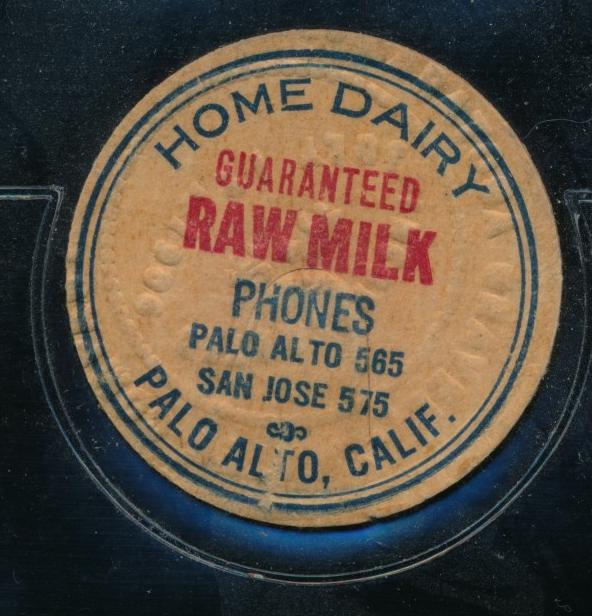 HOME DAIRY
GUARANTEED
RAW MILK
PHONES
PALO ALTO 565
SAN JOSE 575
PALO ALTO, CALIF.